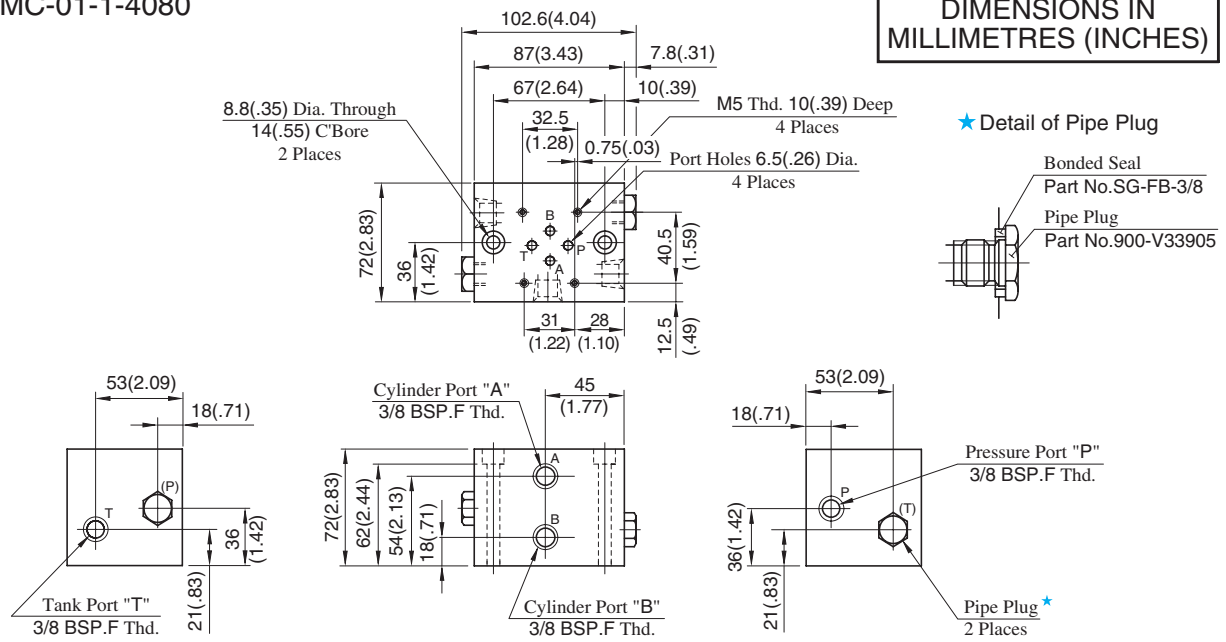 MC-01-1-4080
DIMENSIONS IN
MILLIMETRES (INCHES)
102.6(4.04)
87(3.43)
7.8(.31)
67(2.64)
10(.39)
8.8(.35) Dia. Through
14(.55) C'Bore
2 Places
32.5
(1.28)
0.75(.03)
M5 Thd. 10(.39) Deep
4 Places
Port Holes 6.5(.26) Dia.
4 Places
★ Detail of Pipe Plug
Bonded Seal
Part No.SG-FB-3/8
Pipe Plug
Part No.900-V33905
72(2.83)
36
(1.42)
B
T
P
A
40.5
(1.59)
12.5
(.49)
31
(1.22)
28
(1.10)
53(2.09)
18(.71)
(P)
T
36
(1.42)
21(.83)
Tank Port "T"
3/8 BSP.F Thd.
Cylinder Port "A"
3/8 BSP.F Thd.
45
(1.77)
A
B
72(2.83)
62(2.44)
54(2.13)
18(.71)
Cylinder Port "B"
3/8 BSP.F Thd.
53(2.09)
18(.71)
P
(T)
Pressure Port "P"
3/8 BSP.F Thd.
36(1.42)
21(.83)
Pipe Plug ★
2 Places